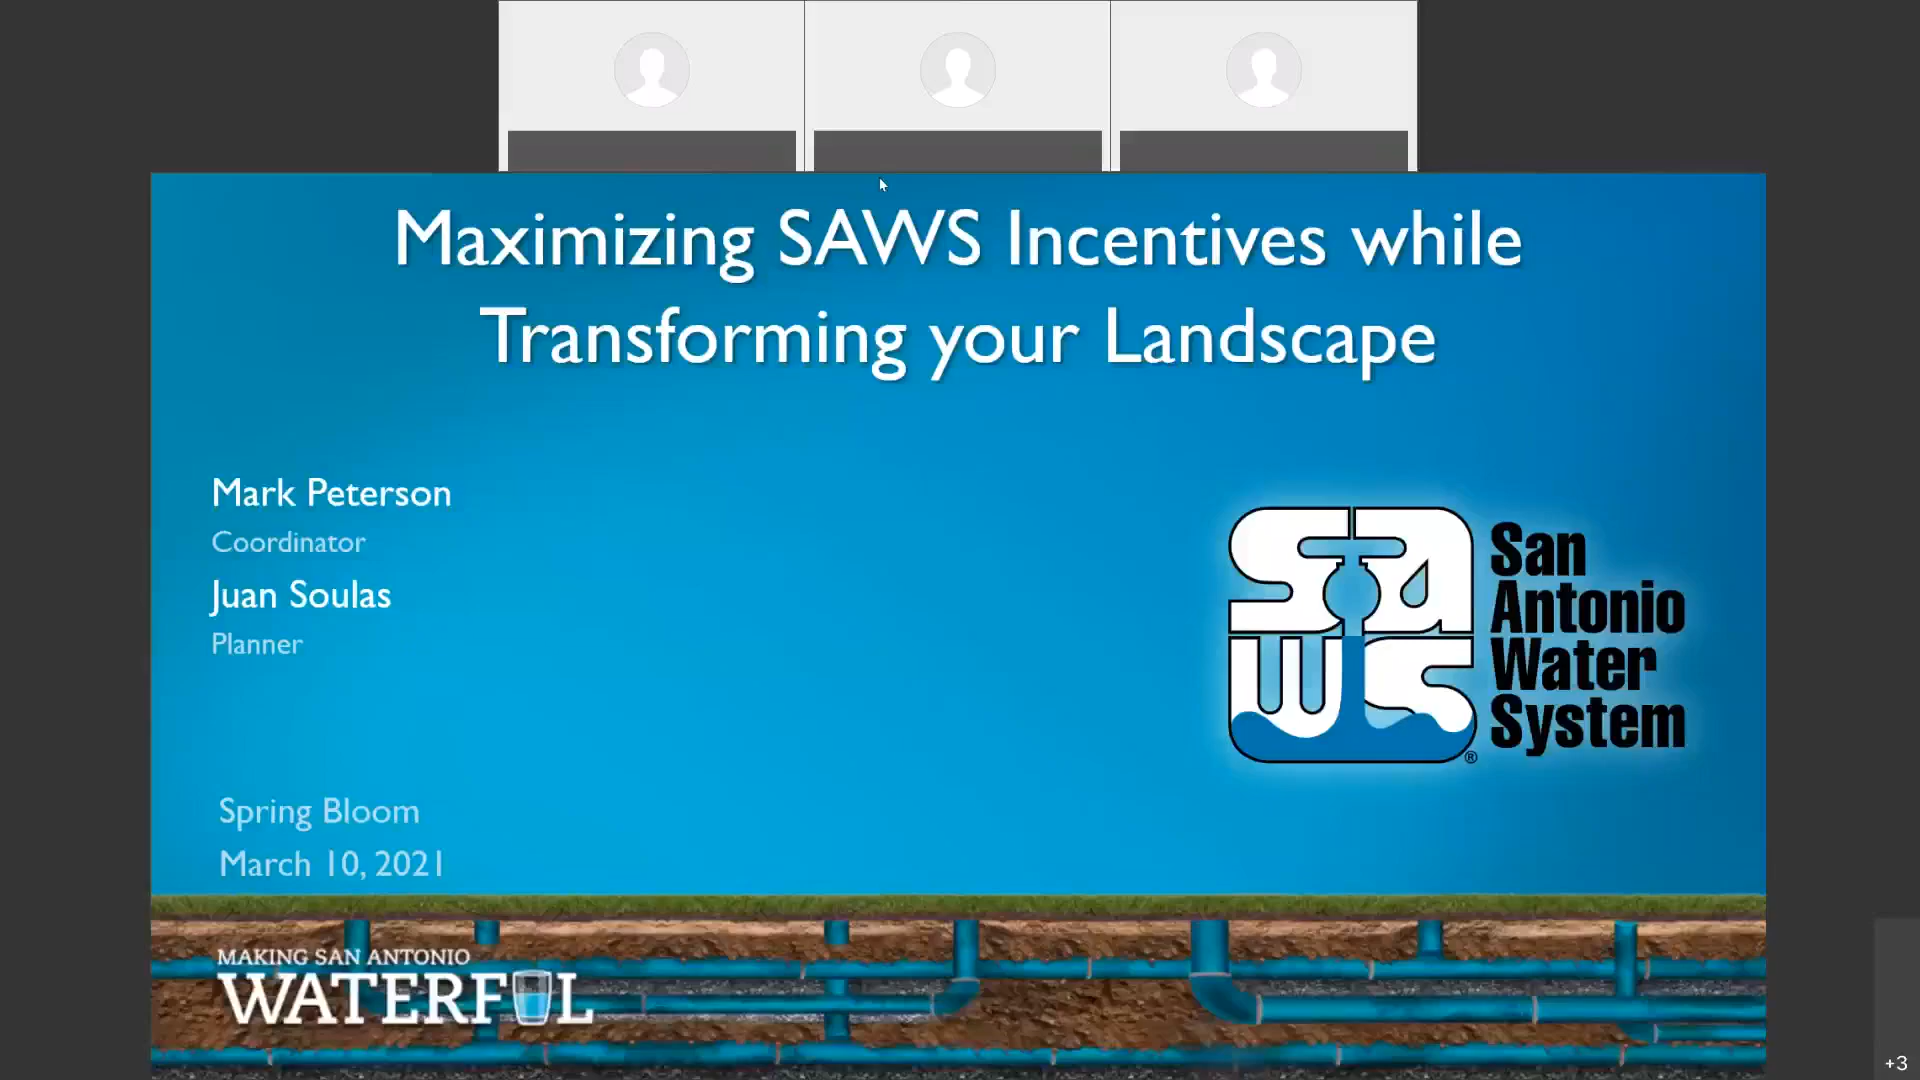 Maximizing SAWS Incentives while
Transforming your Landscape
Mark Peterson
Coordinator
Juan Soulas
Planner
SAWS
San
Antonio
Water
System
®
Spring Bloom
March 10, 2021
MAKING SAN ANTONIO
WATERFUL
+3